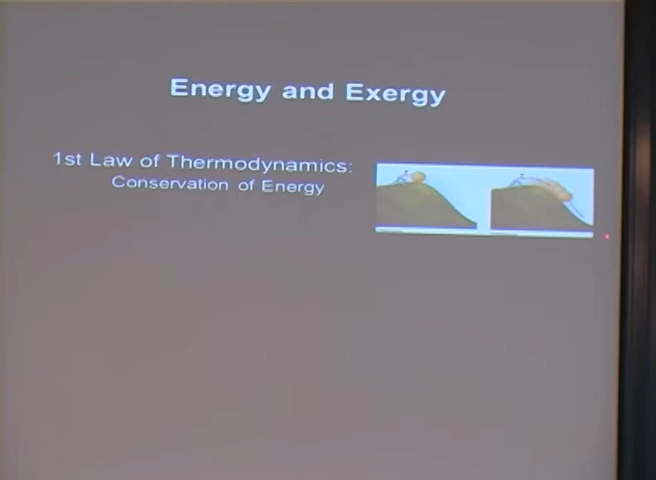 Energy and Exergy
1st Law of Thermodynamics:
Conservation of Energy